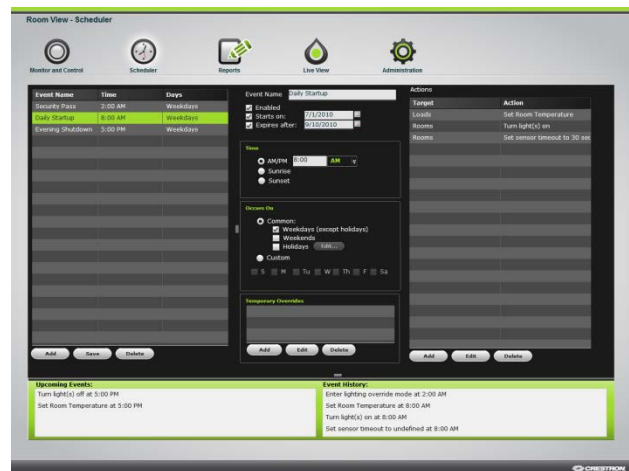 Room View - Scheduler
Monitor and Control
Scheduler
Reports
Live View
Administration
Event Name Time Days
Security Pass 2:00 AM Weekdays
Daily Startup 8:00 AM Weekdays
Evening Shutdown 5:00 PM Weekdays
Add Save Delete
Event Name Daily Startup
Enabled
Starts on: 7/1/2010
Expires after: 9/10/2010
Time
AM/PM 8:00 AM
Sunrise
Sunset
Occurs On
Common:
Weekdays (except holidays)
Weekends
Holidays Edit...
Custom
S M Tu W Th F Sa
Temporary Overrides
Add Edit Delete
Actions
Target Action
Loads Set Room Temperature
Rooms Turn light(s) on
Rooms Set sensor timeout to 30 sec
Add Edit Delete
Upcoming Events:
Turn light(s) off at 5:00 PM
Set Room Temperature at 5:00 PM
Event History:
Enter lighting override mode at 2:00 AM
Set Room Temperature at 8:00 AM
Turn light(s) on at 8:00 AM
Set sensor timeout to undefined at 8:00 AM
CRESTRON